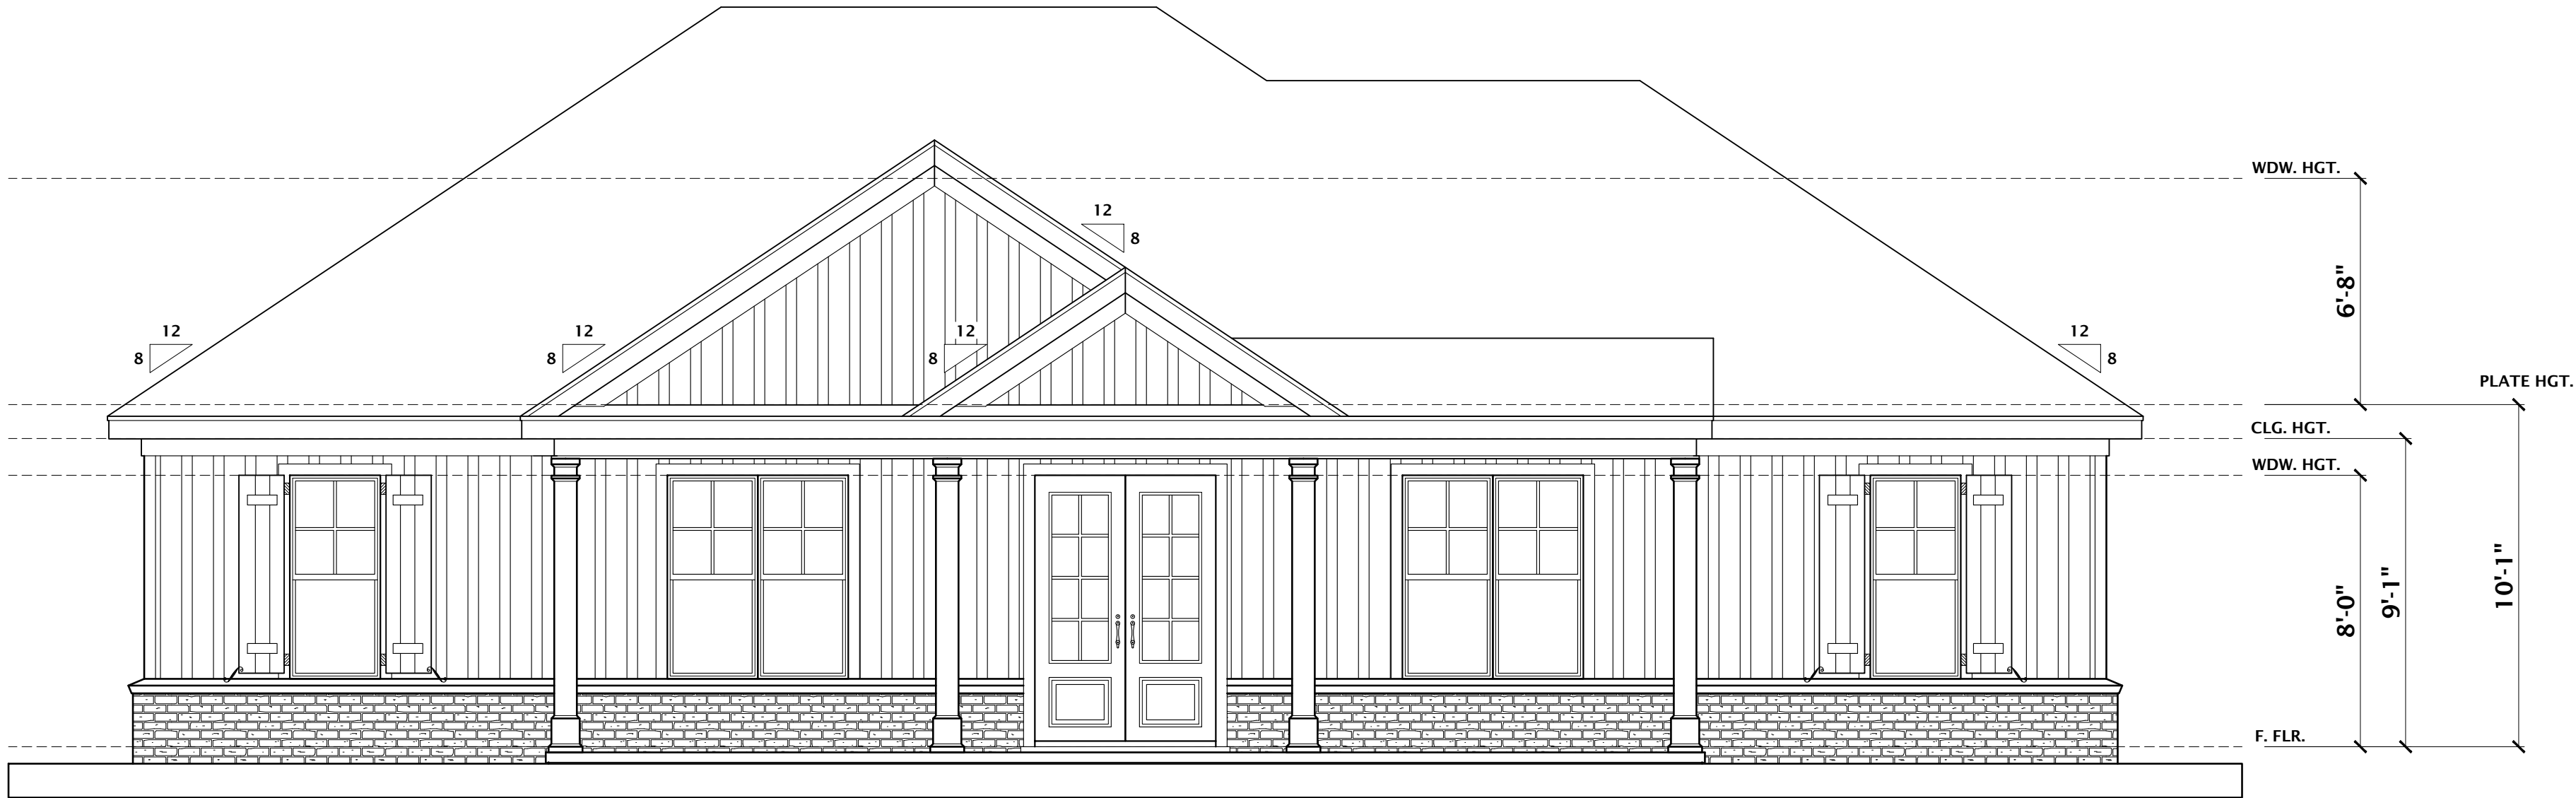 WDW. HGT.
12
8
6'-8"
12
8
12
8
12
8
12
8
PLATE HGT.
CLG. HGT.
WDW. HGT.
8'-0"
9'-1"
10'-1"
F. FLR.